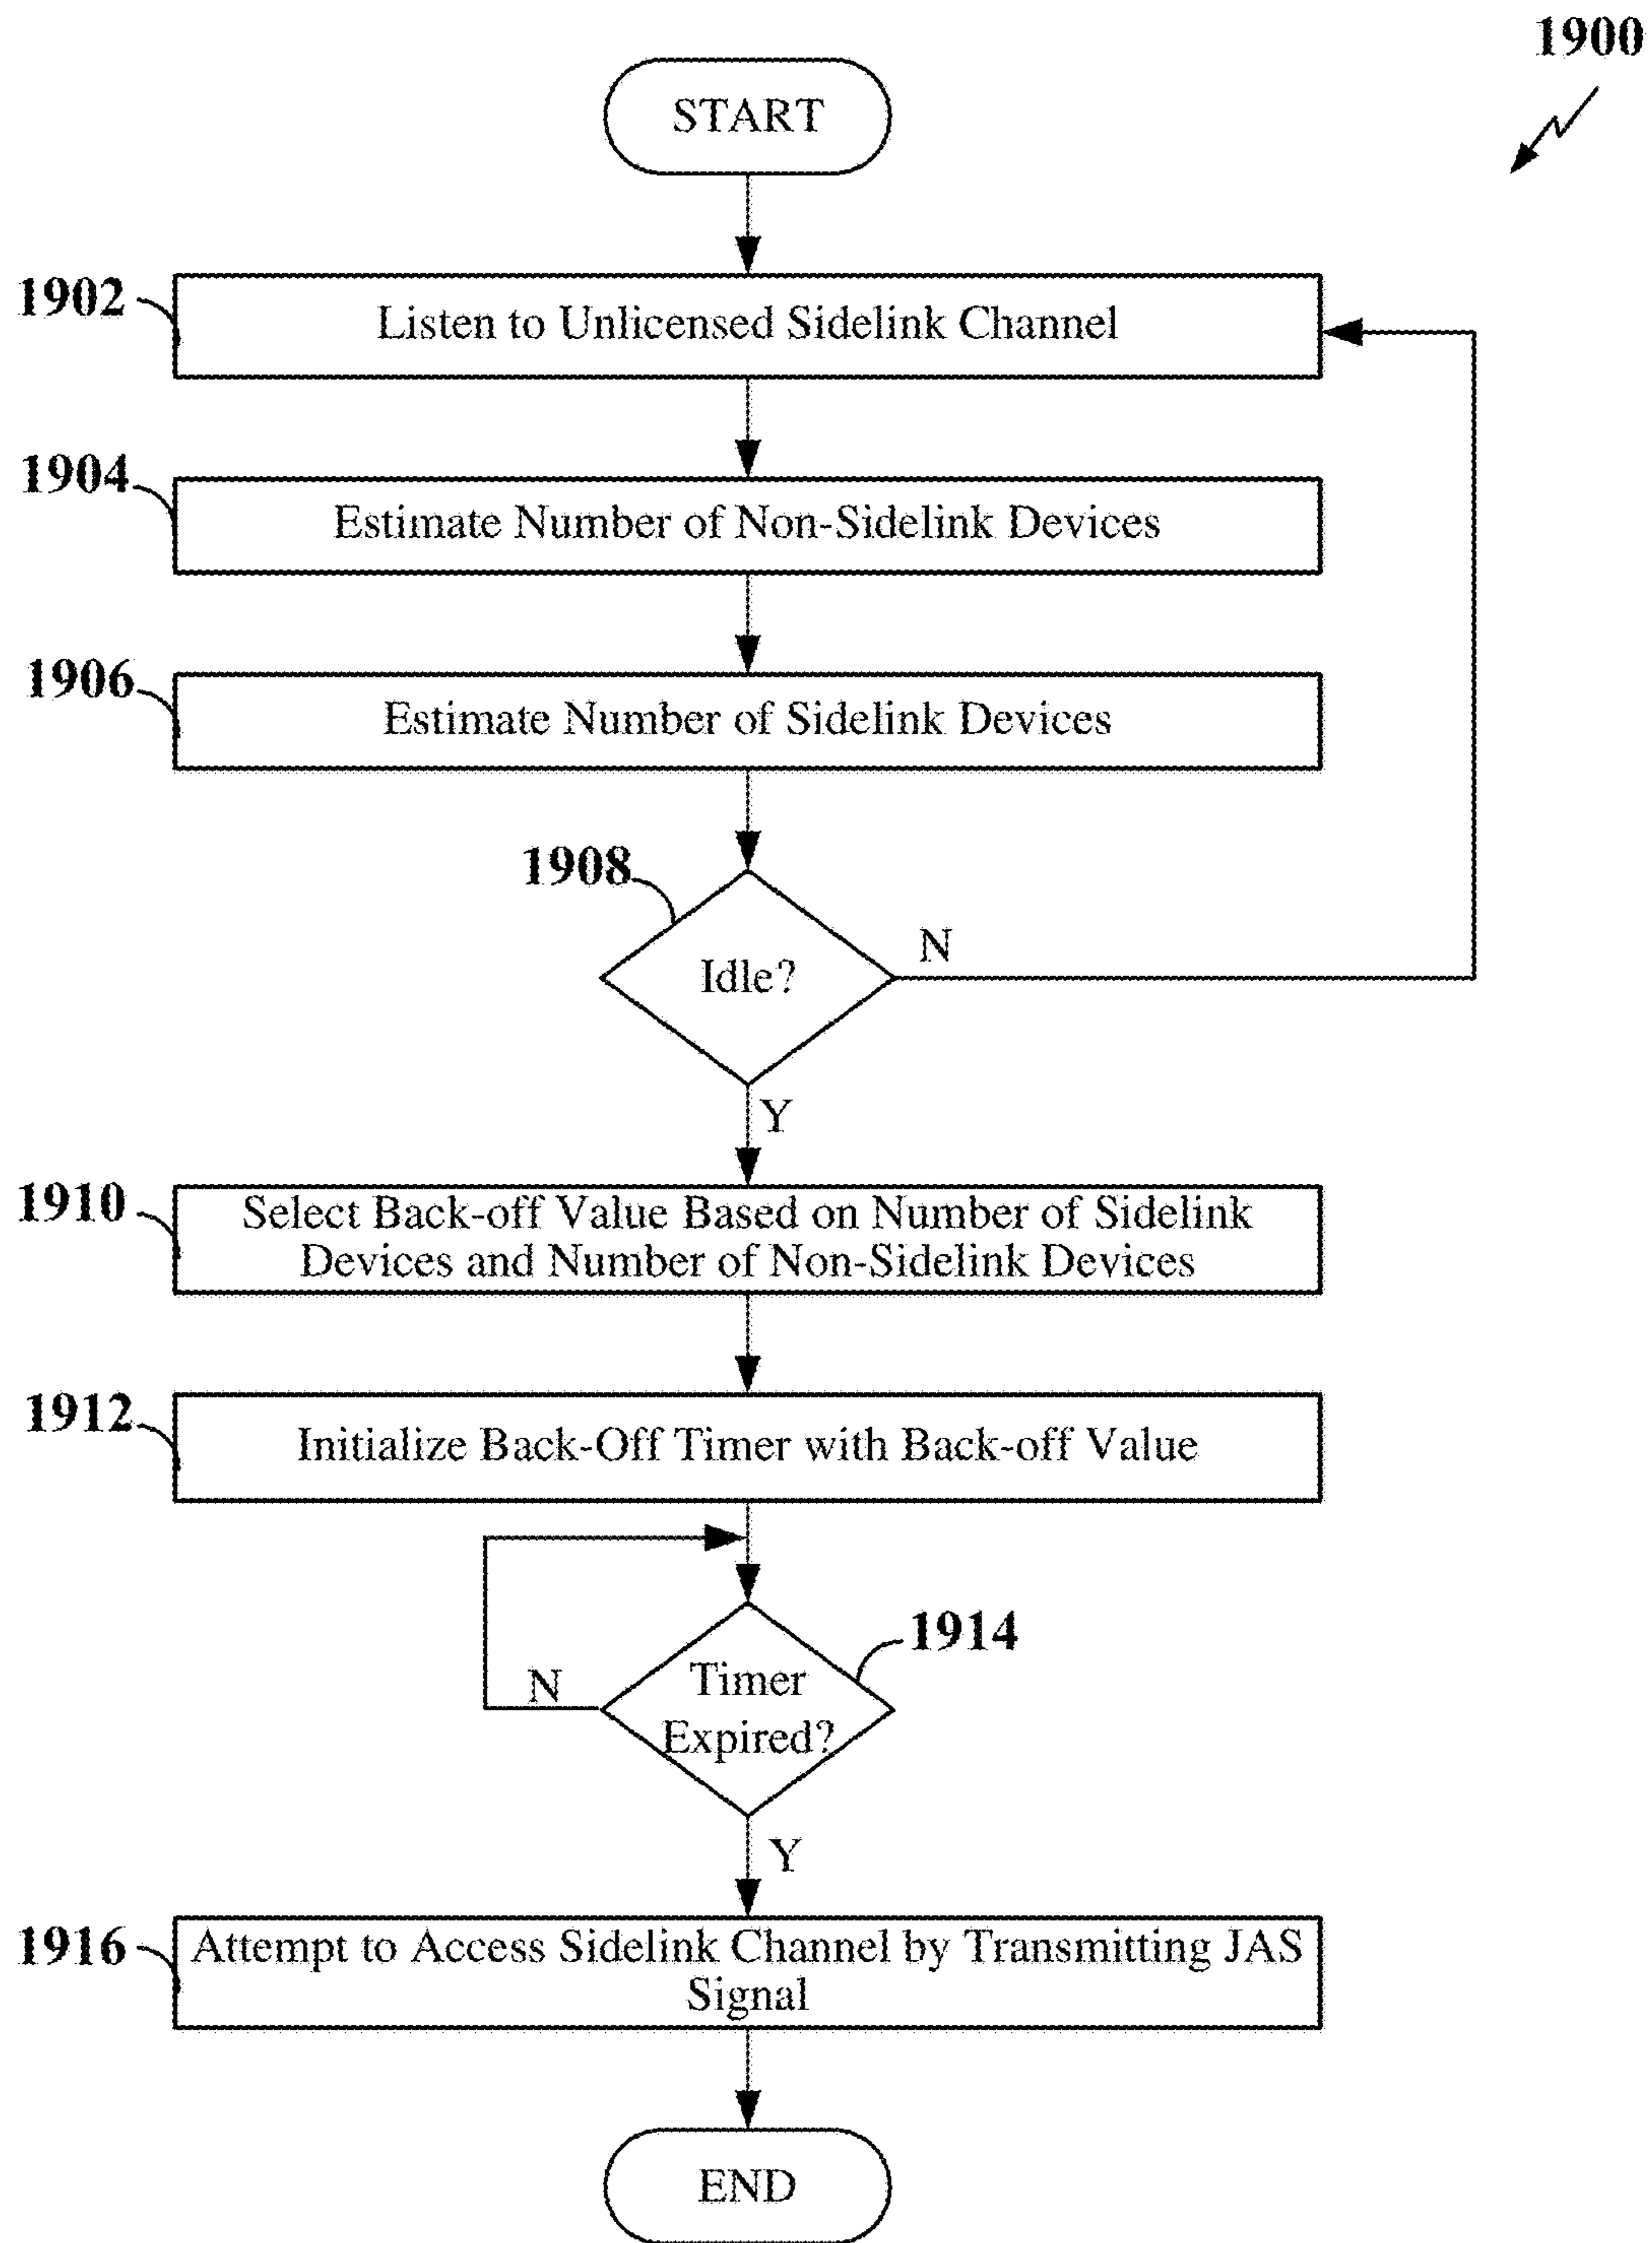 1900
START
1902
Listen to Unlicensed Sidelink Channel
1904
Estimate Number of Non-Sidelink Devices
1906
Estimate Number of Sidelink Devices
1908
Idle?
N
Y
1910
Select Back-off Value Based on Number of Sidelink
Devices and Number of Non-Sidelink Devices
1912
Initialize Back-Off Timer with Back-off Value
1914
Timer
Expired?
N
Y
1916
Attempt to Access Sidelink Channel by Transmitting JAS
Signal
END